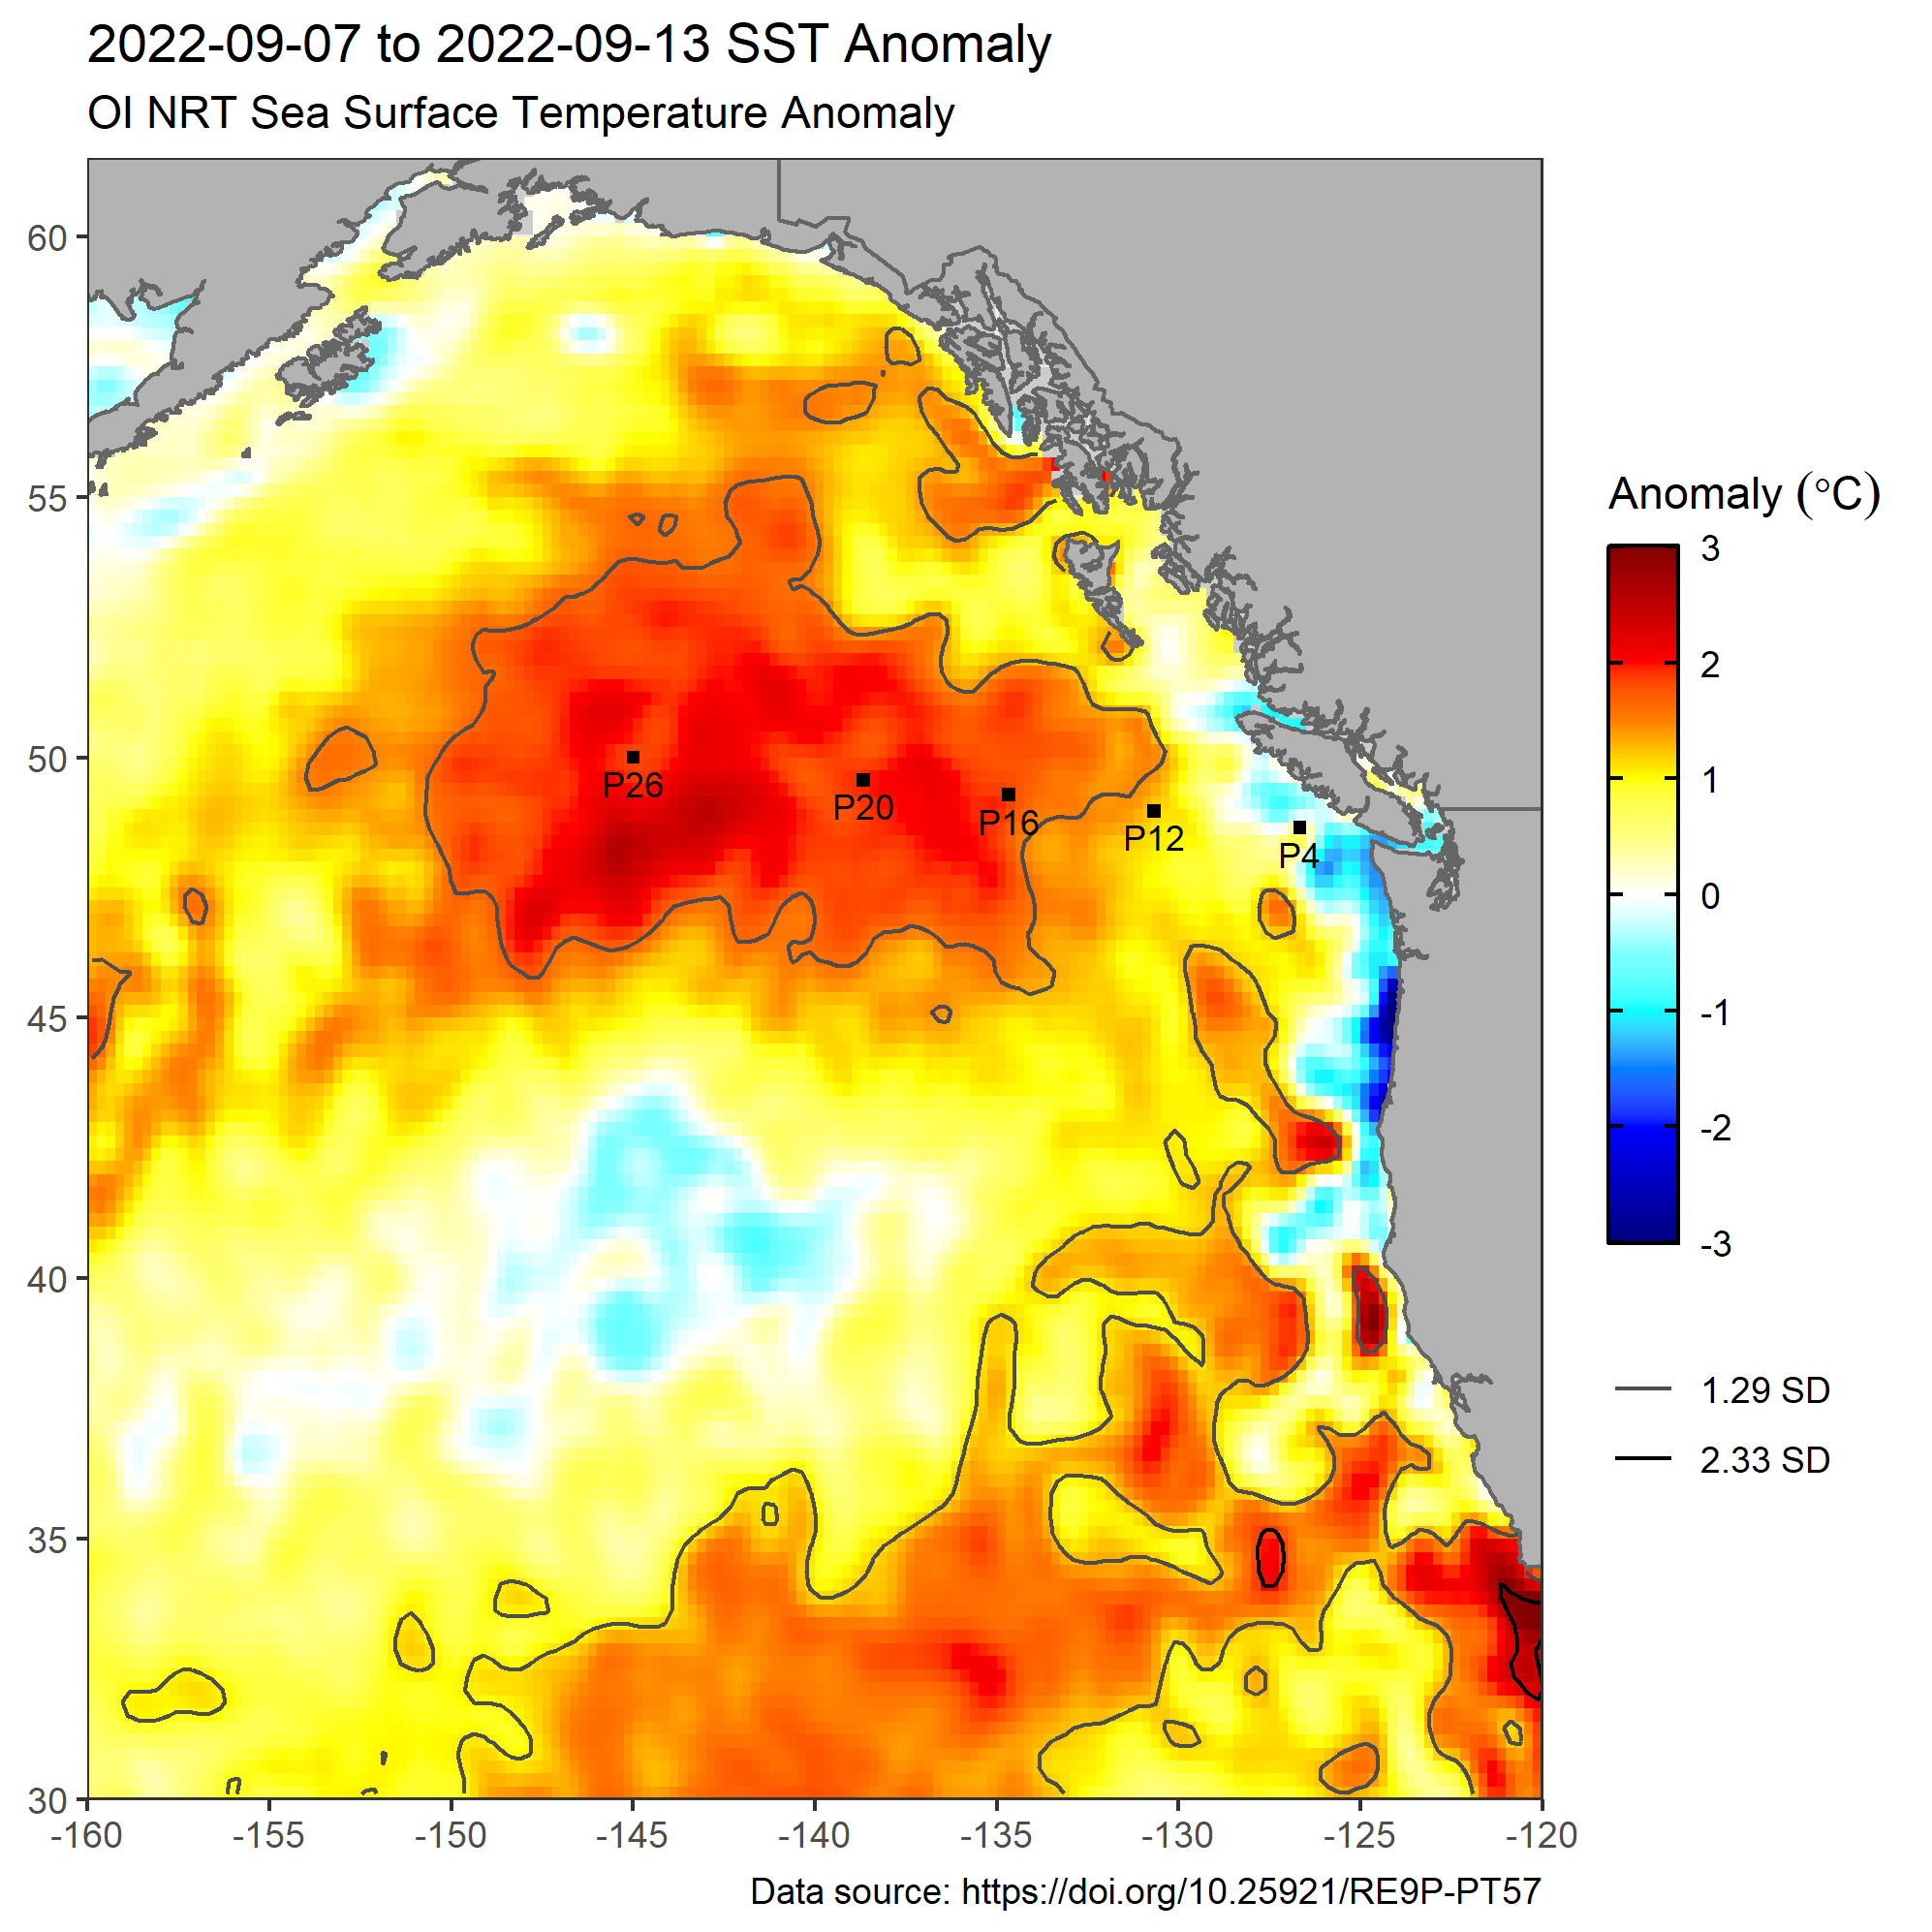 2022-09-07 to 2022-09-13 SST Anomaly
OI NRT Sea Surface Temperature Anomaly
60
55
50
45
40
35
30
-160
-155
-150
-145
-140
-135
-130
-125
-120
P26
P20
P16
P12
P4
Anomaly (°C)
3
2
1
0
-1
-2
-3
1.29 SD
2.33 SD
Data source: https://doi.org/10.25921/RE9P-PT57